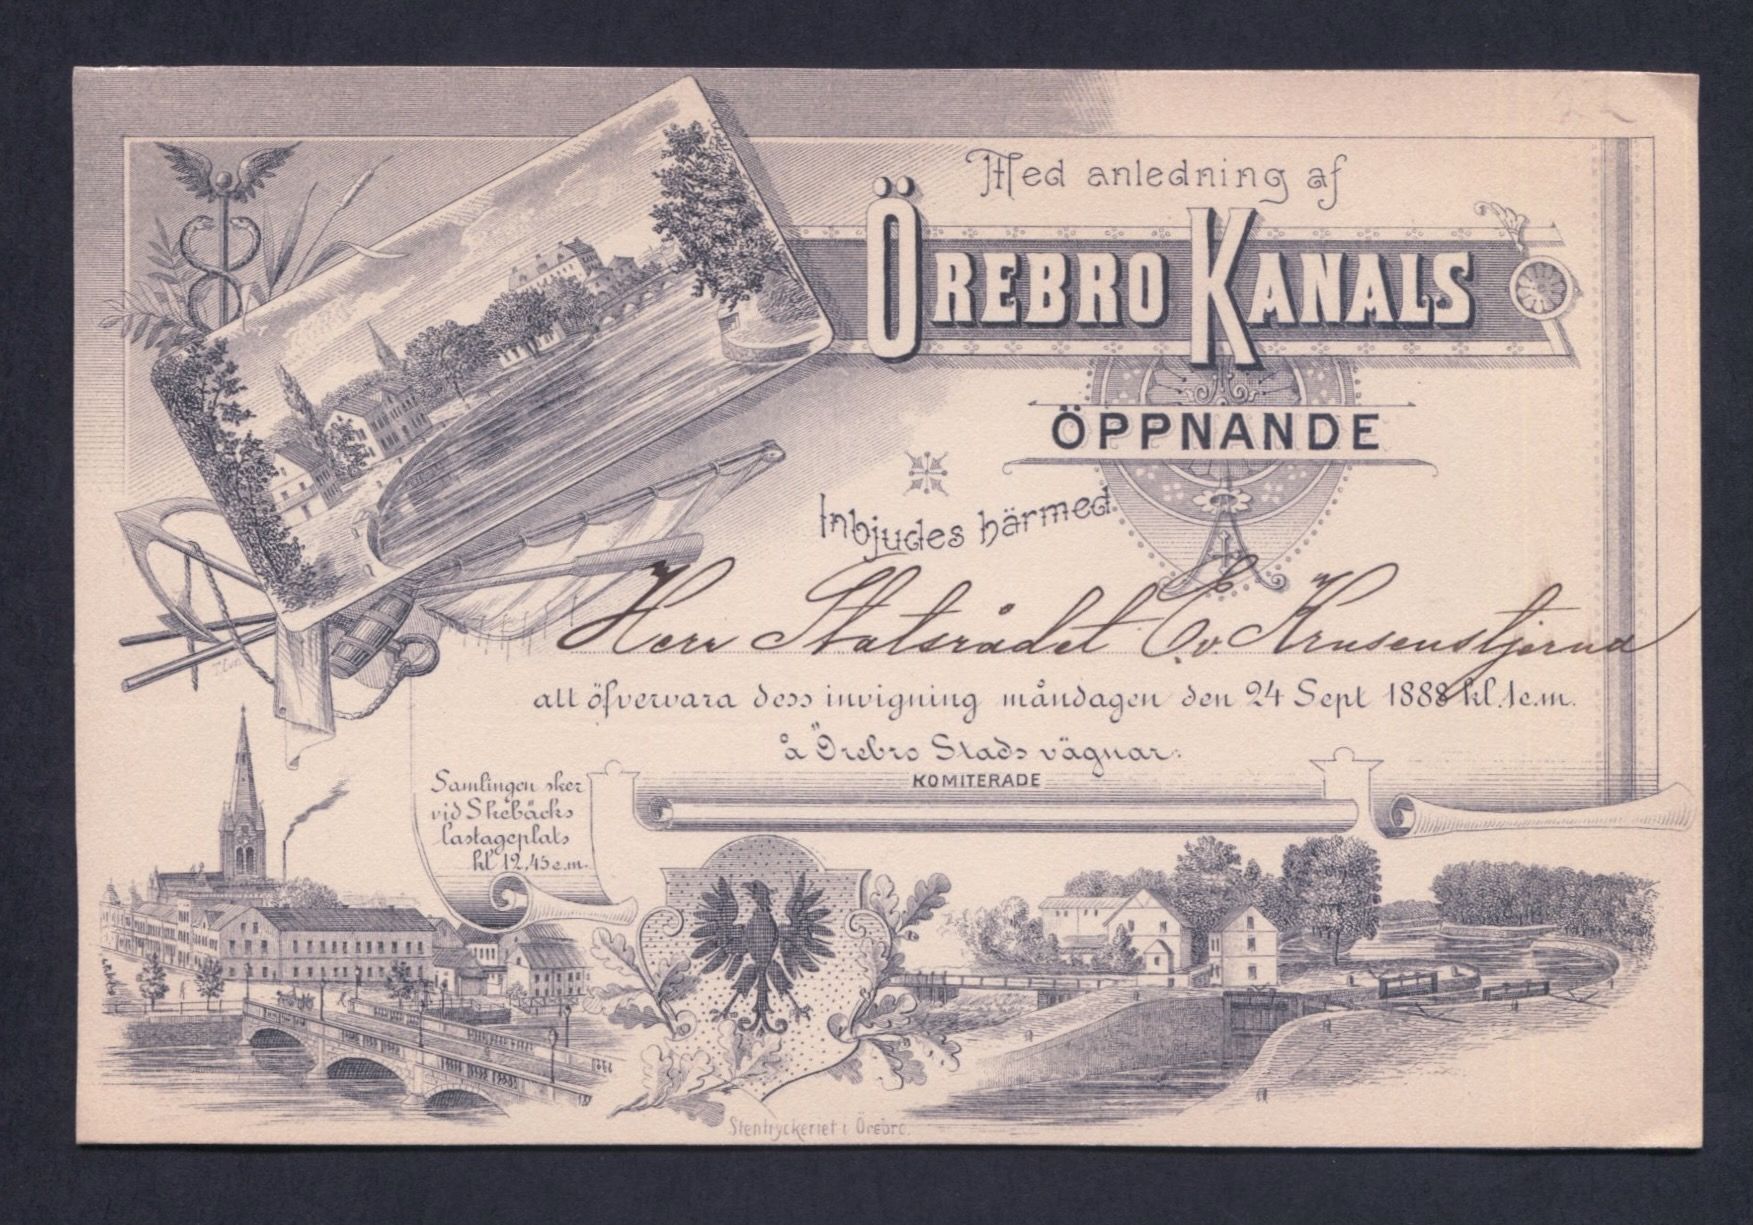 Med anledning af
ÖREBRO KANALS
ÖPPNANDE
Inbjudes härmed
Herr Statsrådet C. v. Krusenstjerna
att öfvervara dess invigning måndagen den 24 Sept 1888 kl. 1 e.m.
å Örebro Stads vägnar:
KOMITERADE
Samlingen sker
vid Skebäcks
lastageplats
kl 12,45 e.m.
Stentryckeriet i Örebro.